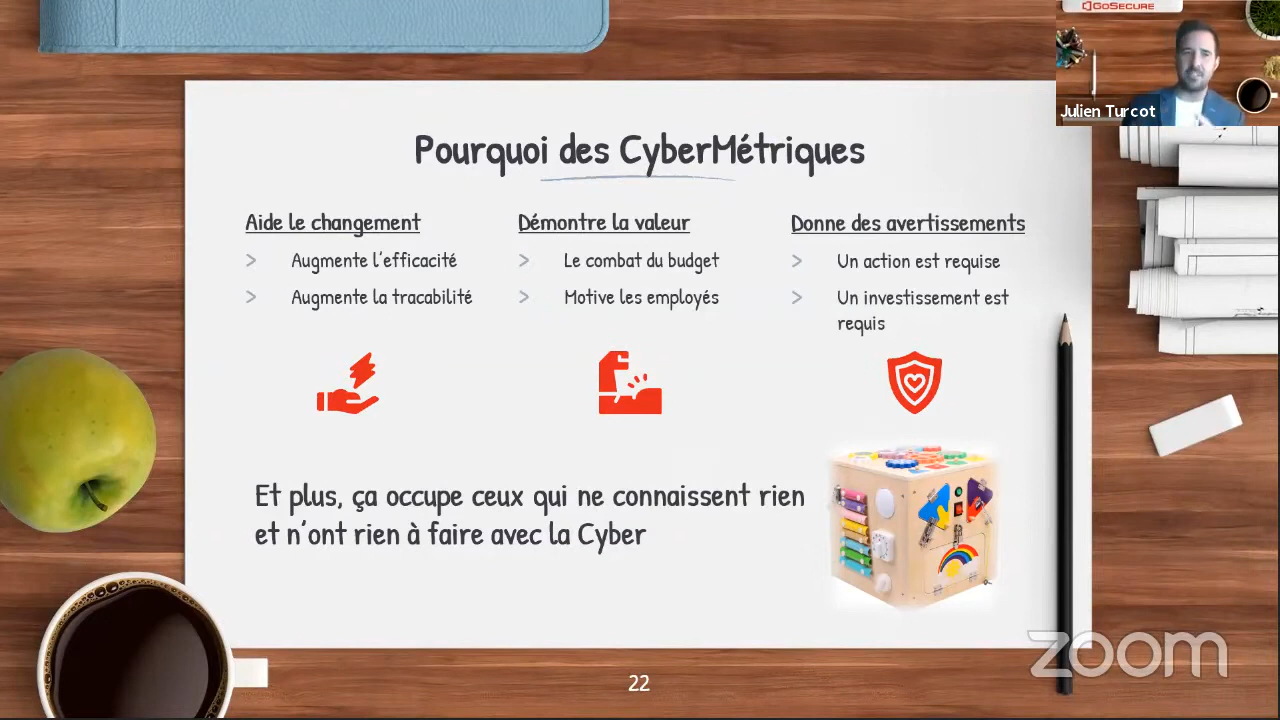 GoSECURE
Julien Turcot
Pourquoi des CyberMétriques
Aide le changement
> Augmente l'efficacité
> Augmente la tracabilité
Démontre la valeur
> Le combat du budget
> Motive les employés
Donne des avertissements
> Un action est requise
> Un investissement est
requis
Et plus, ça occupe ceux qui ne connaissent rien
et n'ont rien à faire avec la Cyber
zoom
22